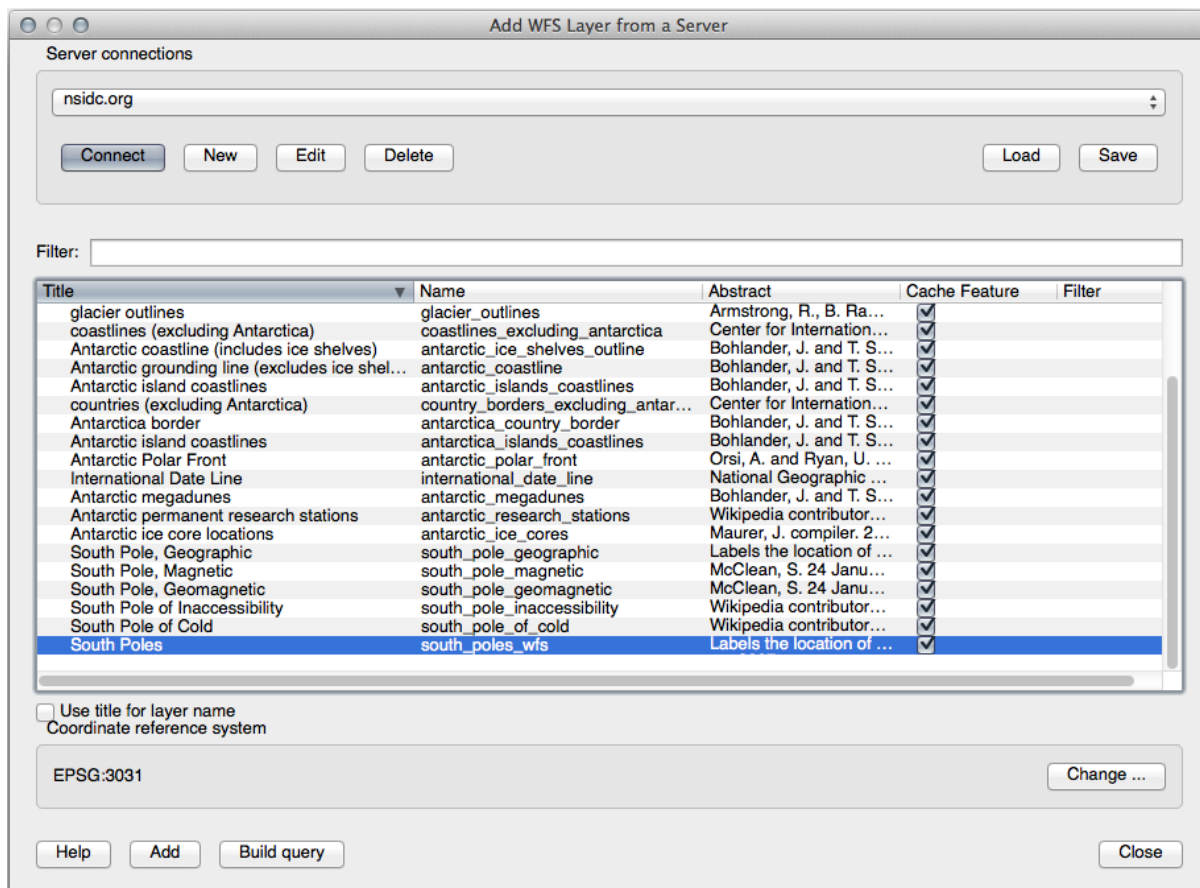 Add WFS Layer from a Server
Server connections
nsidc.org
Connect New Edit Delete Load Save
Filter:
Title Name Abstract Cache Feature Filter
glacier outlines glacier_outlines Armstrong, R., B. Ra...
coastlines (excluding Antarctica) coastlines_excluding_antarctica Center for Internation...
Antarctic coastline (includes ice shelves) antarctic_ice_shelves_outline Bohlander, J. and T. S...
Antarctic grounding line (excludes ice shel... antarctic_coastline Bohlander, J. and T. S...
Antarctic island coastlines antarctic_islands_coastlines Bohlander, J. and T. S...
countries (excluding Antarctica) country_borders_excluding_antar... Center for Internation...
Antarctica border antarctica_country_border Bohlander, J. and T. S...
Antarctic island coastlines antarctica_islands_coastlines Bohlander, J. and T. S...
Antarctic Polar Front antarctic_polar_front Orsi, A. and Ryan, U. ...
International Date Line international_date_line National Geographic ...
Antarctic megadunes antarctic_megadunes Bohlander, J. and T. S...
Antarctic permanent research stations antarctic_research_stations Wikipedia contributor...
Antarctic ice core locations antarctic_ice_cores Maurer, J. compiler. 2...
South Pole, Geographic south_pole_geographic Labels the location of ...
South Pole, Magnetic south_pole_magnetic McClean, S. 24 Janu...
South Pole, Geomagnetic south_pole_geomagnetic McClean, S. 24 Janu...
South Pole of Inaccessibility south_pole_inaccessibility Wikipedia contributor...
South Pole of Cold south_pole_of_cold Wikipedia contributor...
South Poles south_poles_wfs Labels the location of ...
Use title for layer name
Coordinate reference system
EPSG:3031 Change ...
Help Add Build query Close